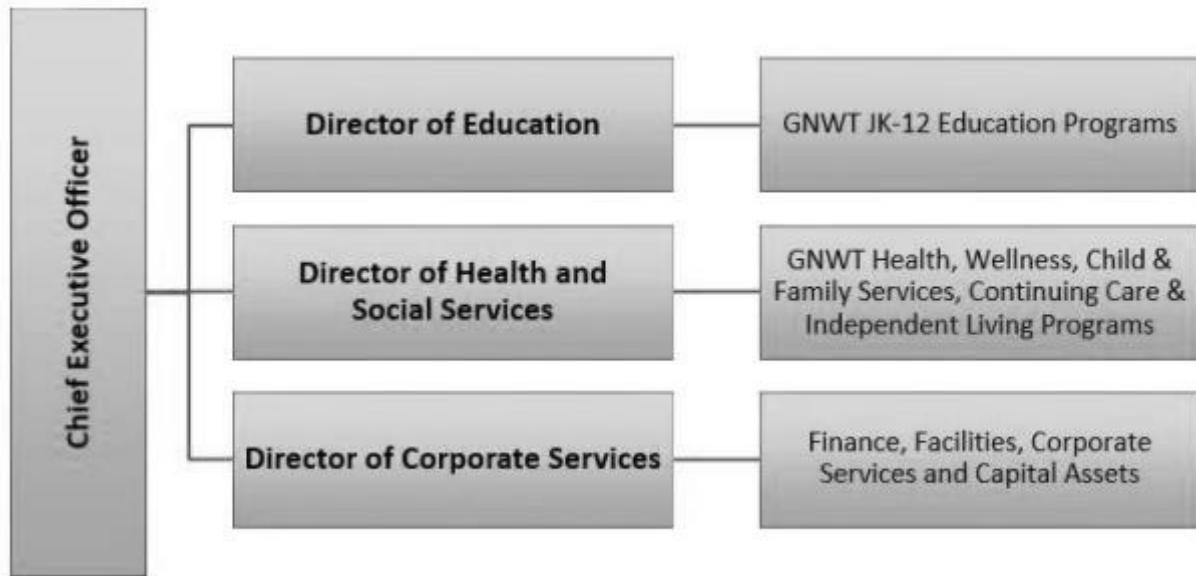 Chief Executive Officer
Director of Education
GNWT JK-12 Education Programs
Director of Health and
Social Services
GNWT Health, Wellness, Child &
Family Services, Continuing Care &
Independent Living Programs
Director of Corporate Services
Finance, Facilities, Corporate
Services and Capital Assets